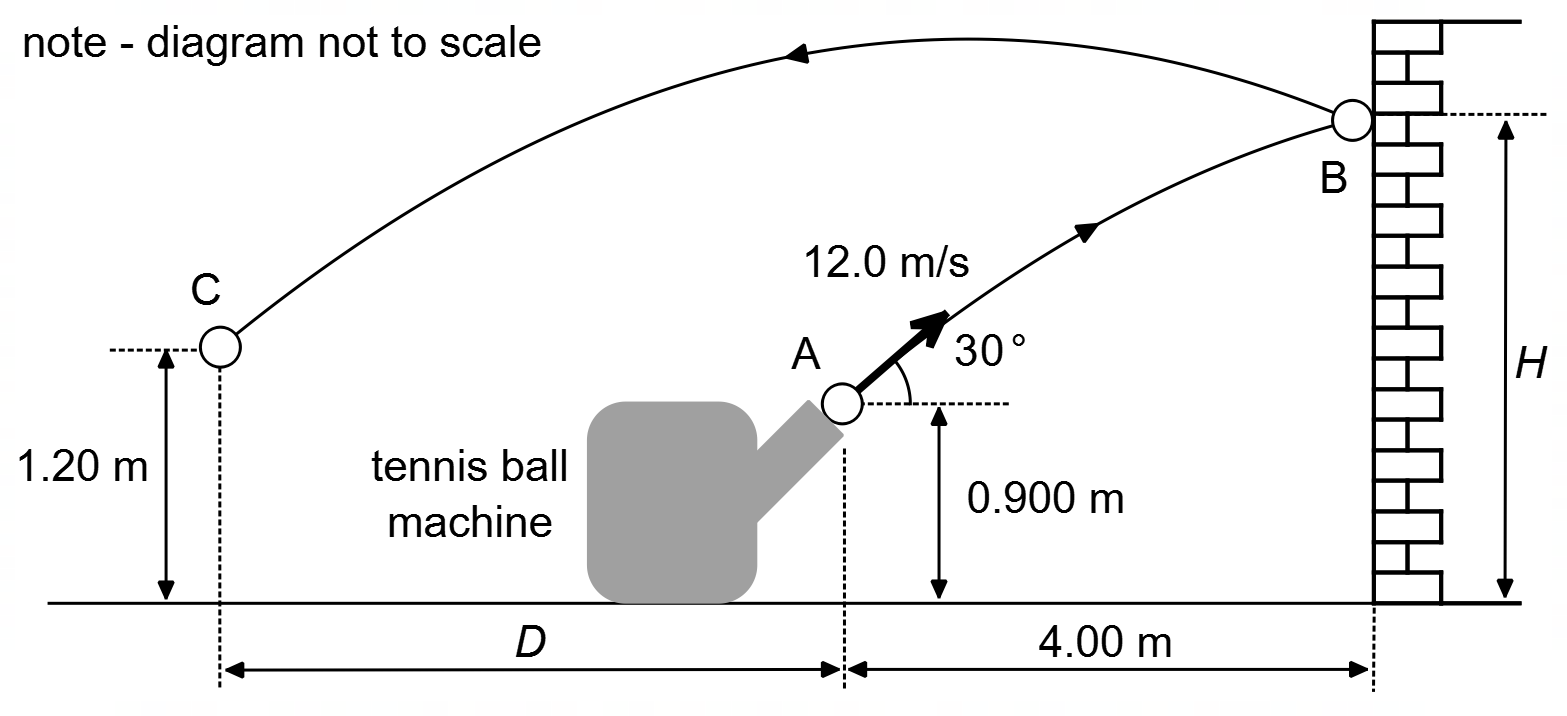 note - diagram not to scale
B
12.0 m/s
C
A
30°
H
1.20 m
tennis ball
machine
0.900 m
D
4.00 m